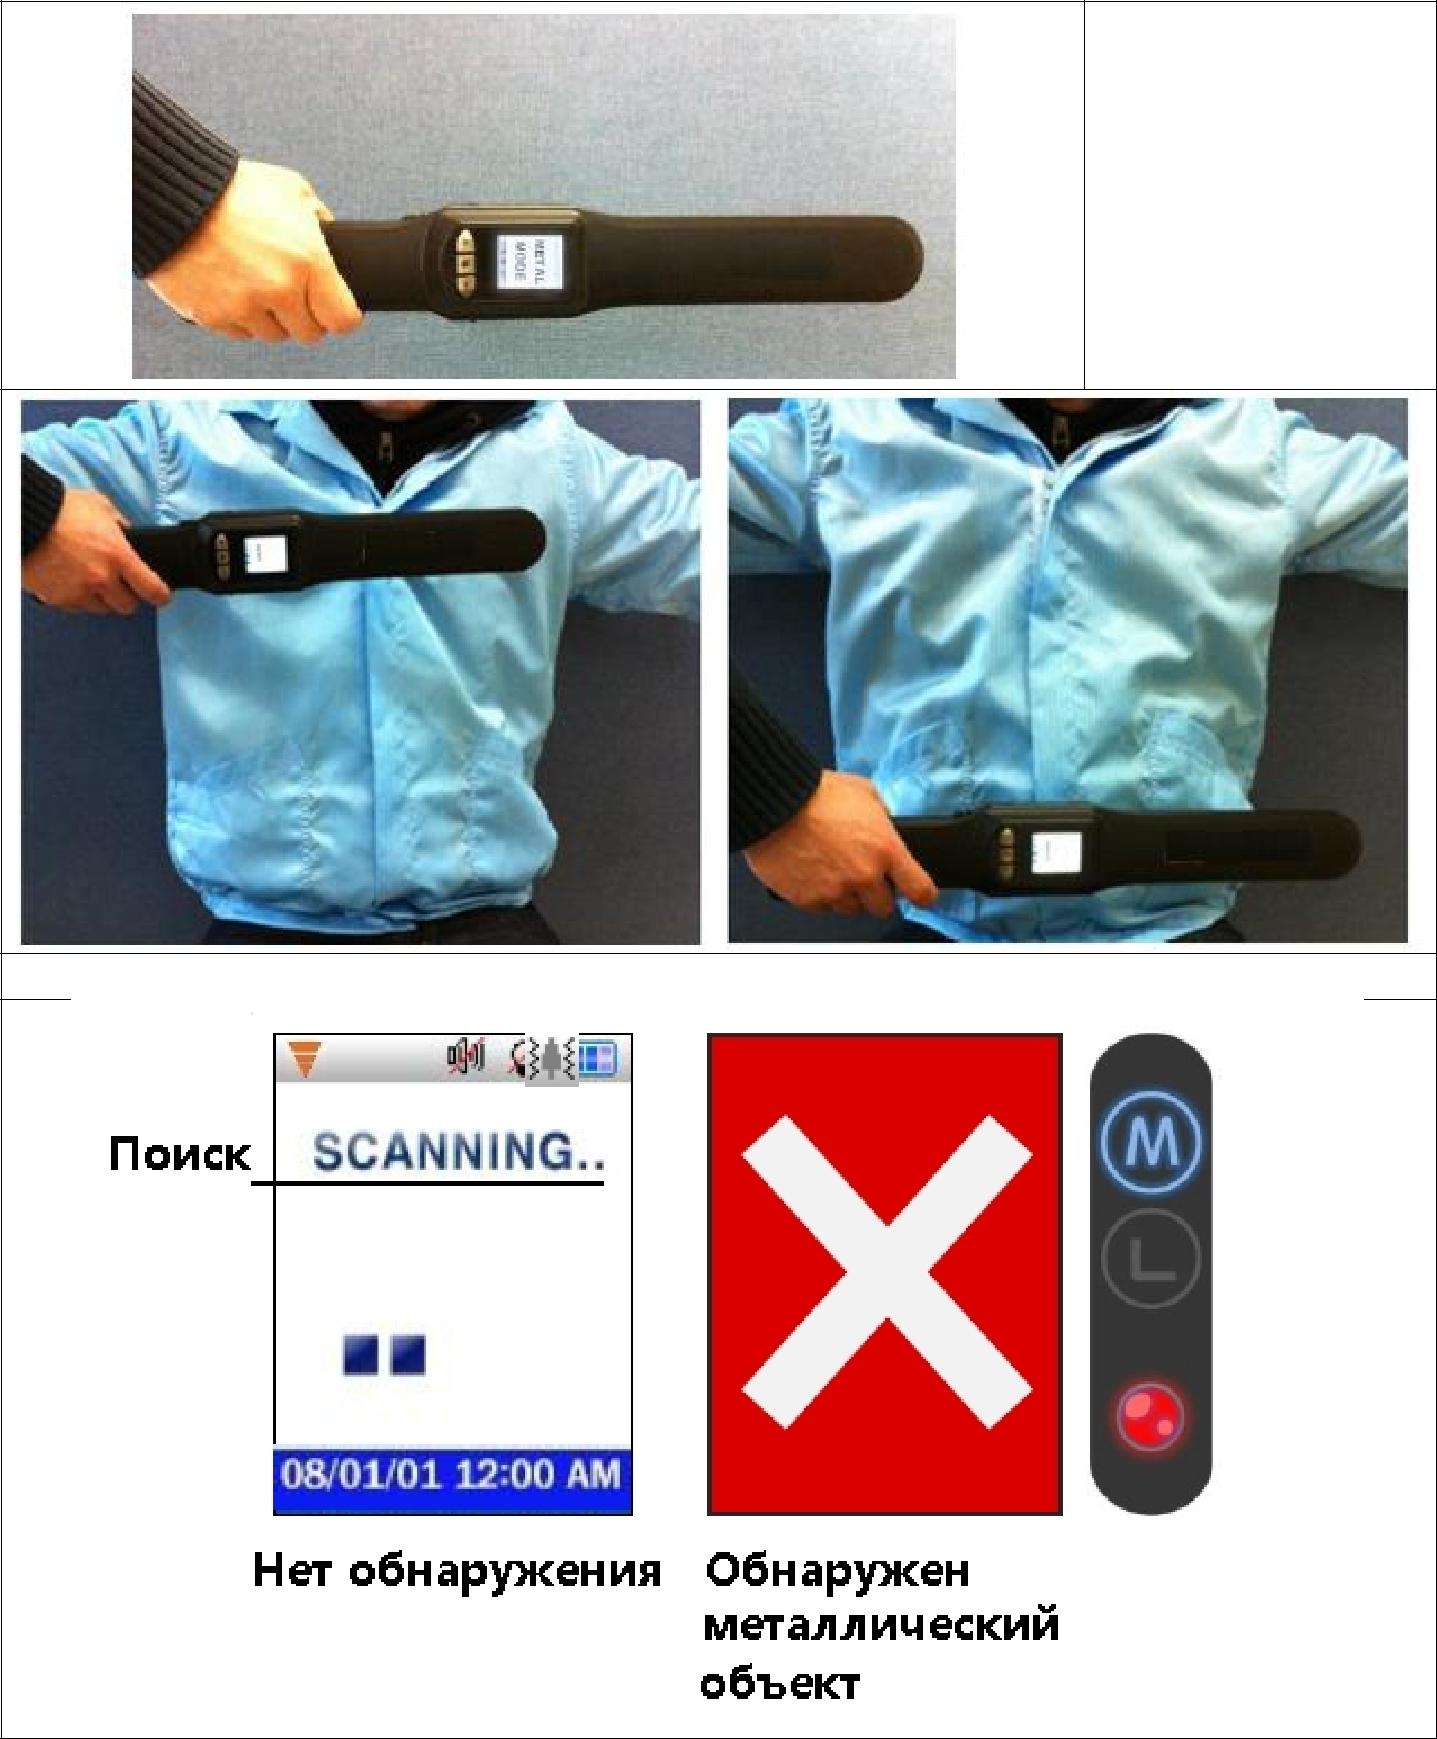 METAL
MODE
Поиск
SCANNING..
M
L
08/01/01 12:00 AM
Нет обнаружения
Обнаружен
металлический
объект